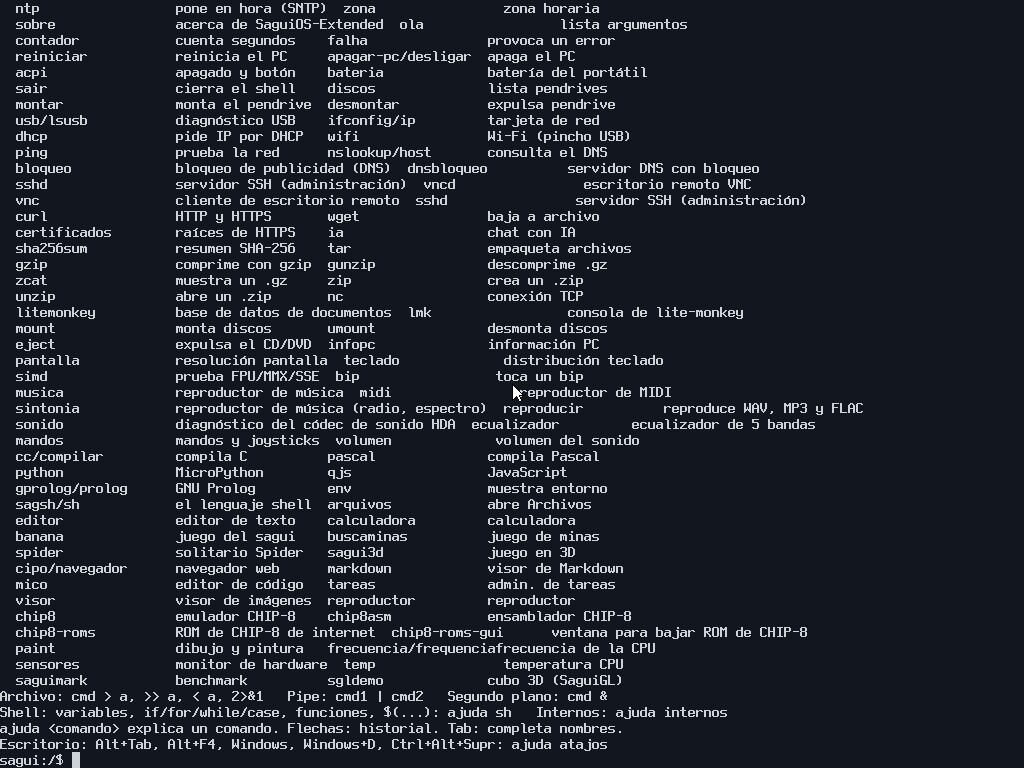 ntp pone en hora (SNTP) zona zona horaria
sobre acerca de SaguiOS-Extended ola lista argumentos
contador cuenta segundos falha provoca un error
reiniciar reinicia el PC apagar-pc/desligar apaga el PC
acpi apagado y botón bateria batería del portátil
sair cierra el shell discos lista pendrives
montar monta el pendrive desmontar expulsa pendrive
usb/lsusb diagnóstico USB ifconfig/ip tarjeta de red
dhcp pide IP por DHCP wifi Wi-Fi (pincho USB)
ping prueba la red nslookup/host consulta el DNS
bloqueo bloqueo de publicidad (DNS) dnsbloqueo servidor DNS con bloqueo
sshd servidor SSH (administración) vncd escritorio remoto VNC
vnc cliente de escritorio remoto sshd servidor SSH (administración)
curl HTTP y HTTPS wget baja a archivo
certificados raíces de HTTPS ia chat con IA
sha256sum resumen SHA-256 tar empaqueta archivos
gzip comprime con gzip gunzip descomprime .gz
zcat muestra un .gz zip crea un .zip
unzip abre un .zip nc conexión TCP
litemonkey base de datos de documentos lmk consola de lite-monkey
mount monta discos umount desmonta discos
eject expulsa el CD/DVD infopc información PC
pantalla resolución pantalla teclado distribución teclado
simd prueba FPU/MMX/SSE bip toca un bip
musica reproductor de música midi reproductor de MIDI
sintonia reproductor de música (radio, espectro) reproducir reproduce WAV, MP3 y FLAC
sonido diagnóstico del códec de sonido HDA ecualizador ecualizador de 5 bandas
mandos mandos y joysticks volumen volumen del sonido
cc/compilar compila C pascal compila Pascal
python MicroPython qjs JavaScript
gprolog/prolog GNU Prolog env muestra entorno
sagsh/sh el lenguaje shell arquivos abre Archivos
editor editor de texto calculadora calculadora
banana juego del sagui buscaminas juego de minas
spider solitario Spider sagui3d juego en 3D
cipo/navegador navegador web markdown visor de Markdown
mico editor de código tareas admin. de tareas
visor visor de imágenes reproductor reproductor
chip8 emulador CHIP-8 chip8asm ensamblador CHIP-8
chip8-roms ROM de CHIP-8 de internet chip8-roms-gui ventana para bajar ROM de CHIP-8
paint dibujo y pintura frecuencia/frequenciafrecuencia de la CPU
sensores monitor de hardware temp temperatura CPU
saguimark benchmark sgldemo cubo 3D (SaguiGL)
Archivo: cmd > a, >> a, < a, 2>&1 Pipe: cmd1 | cmd2 Segundo plano: cmd &
Shell: variables, if/for/while/case, funciones, $(...): ajuda sh Internos: ajuda internos
ajuda <comando> explica un comando. Flechas: historial. Tab: completa nombres.
Escritorio: Alt+Tab, Alt+F4, Windows, Windows+D, Ctrl+Alt+Supr: ajuda atajos
sagui:/$